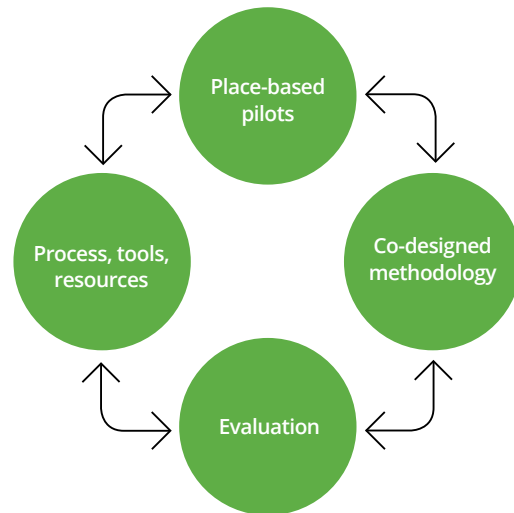 Place-based
pilots
Process, tools,
resources
Co-designed
methodology
Evaluation